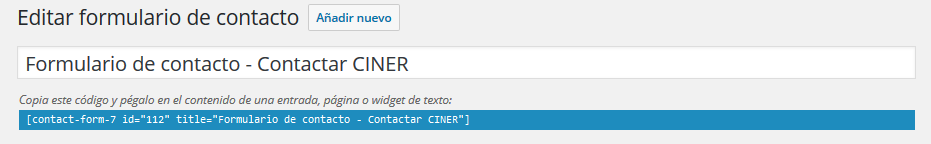 Editar formulario de contacto Añadir nuevo
Formulario de contacto - Contactar CINER
Copia este código y pégalo en el contenido de una entrada, página o widget de texto:
[contact-form-7 id="112" title="Formulario de contacto - Contactar CINER"]